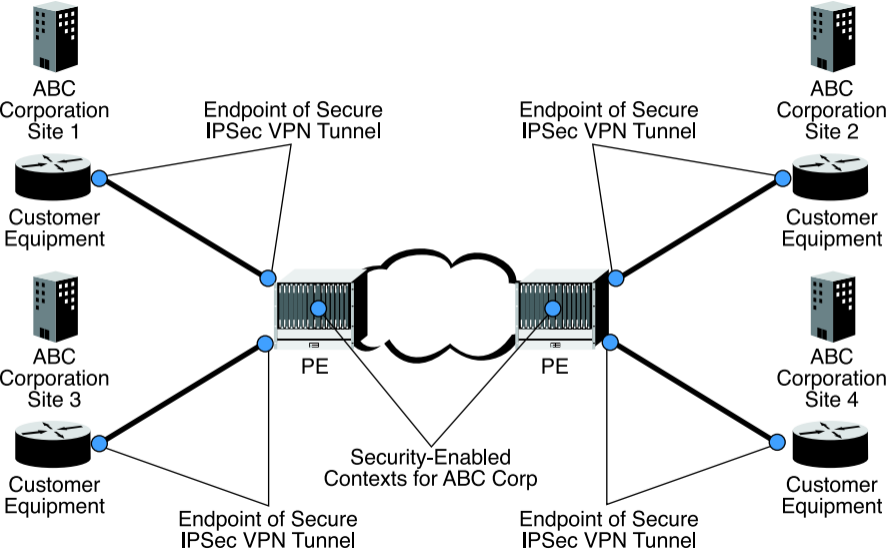 ABC
Corporation
Site 1
Endpoint of Secure
IPSec VPN Tunnel
Endpoint of Secure
IPSec VPN Tunnel
ABC
Corporation
Site 2
Customer
Equipment
Customer
Equipment
ABC
Corporation
Site 3
PE
PE
ABC
Corporation
Site 4
Security-Enabled
Contexts for ABC Corp
Customer
Equipment
Customer
Equipment
Endpoint of Secure
IPSec VPN Tunnel
Endpoint of Secure
IPSec VPN Tunnel